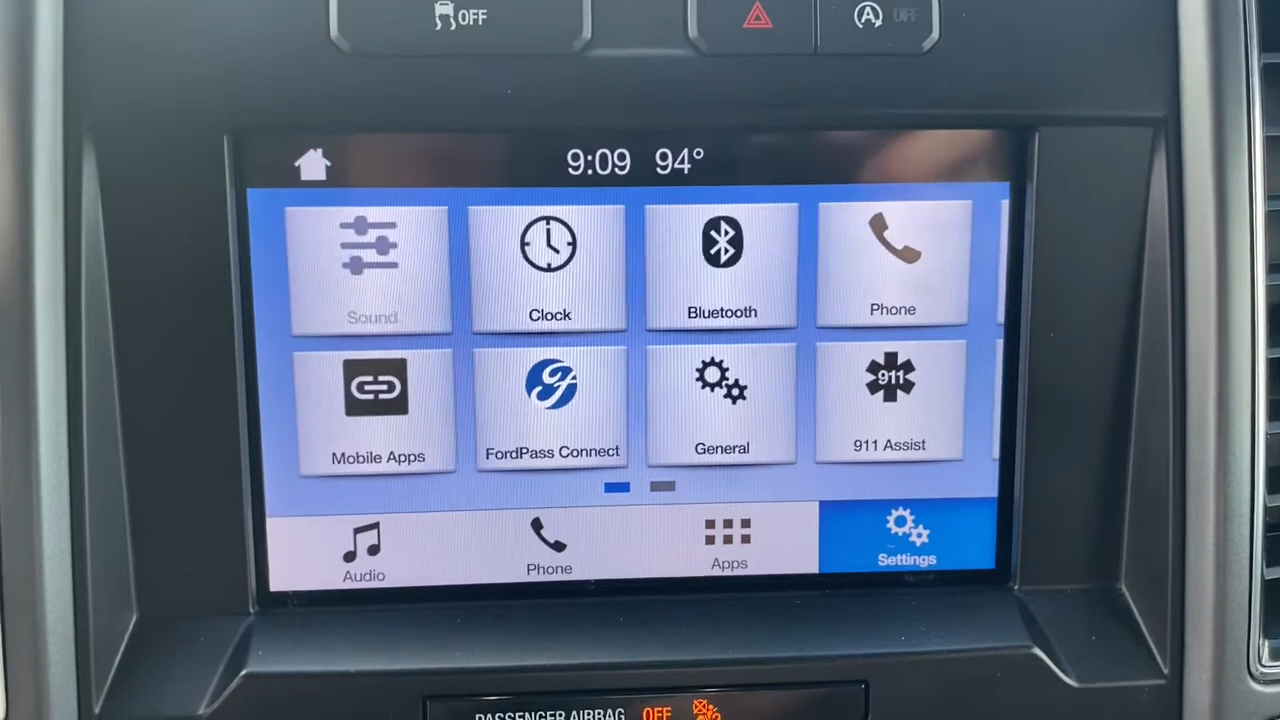 OFF
A OFF
9:09 94°
Sound Clock Bluetooth Phone
Mobile Apps FordPass Connect General 911 911 Assist
Audio Phone Apps Settings
PASSENGER AIRBAG OFF